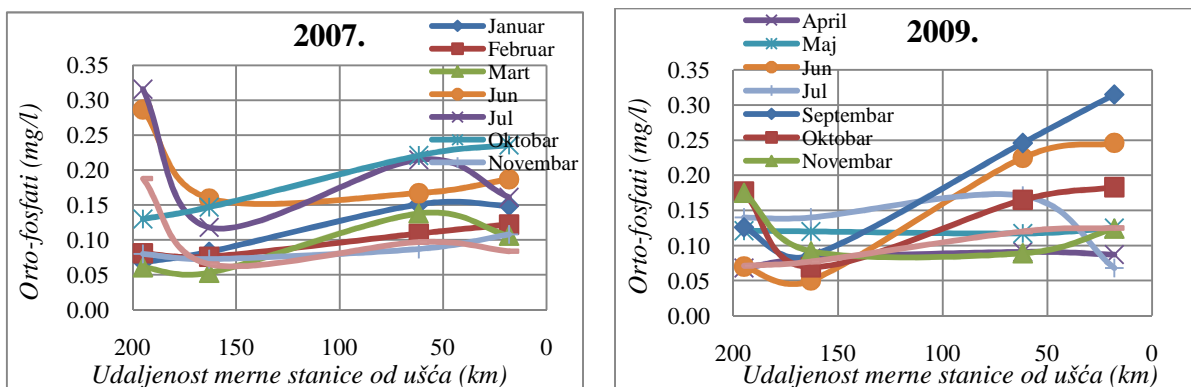 2007.
Januar
Februar
Mart
Jun
Jul
Oktobar
Novembar
Orto-fosfati (mg/l)
0.35
0.30
0.25
0.20
0.15
0.10
0.05
0.00
200 150 100 50 0
Udaljenost merne stanice od ušća (km)
2009.
April
Maj
Jun
Jul
Septembar
Oktobar
Novembar
Orto-fosfati (mg/l)
0.35
0.30
0.25
0.20
0.15
0.10
0.05
0.00
200 150 100 50 0
Udaljenost merne stanice od ušća (km)